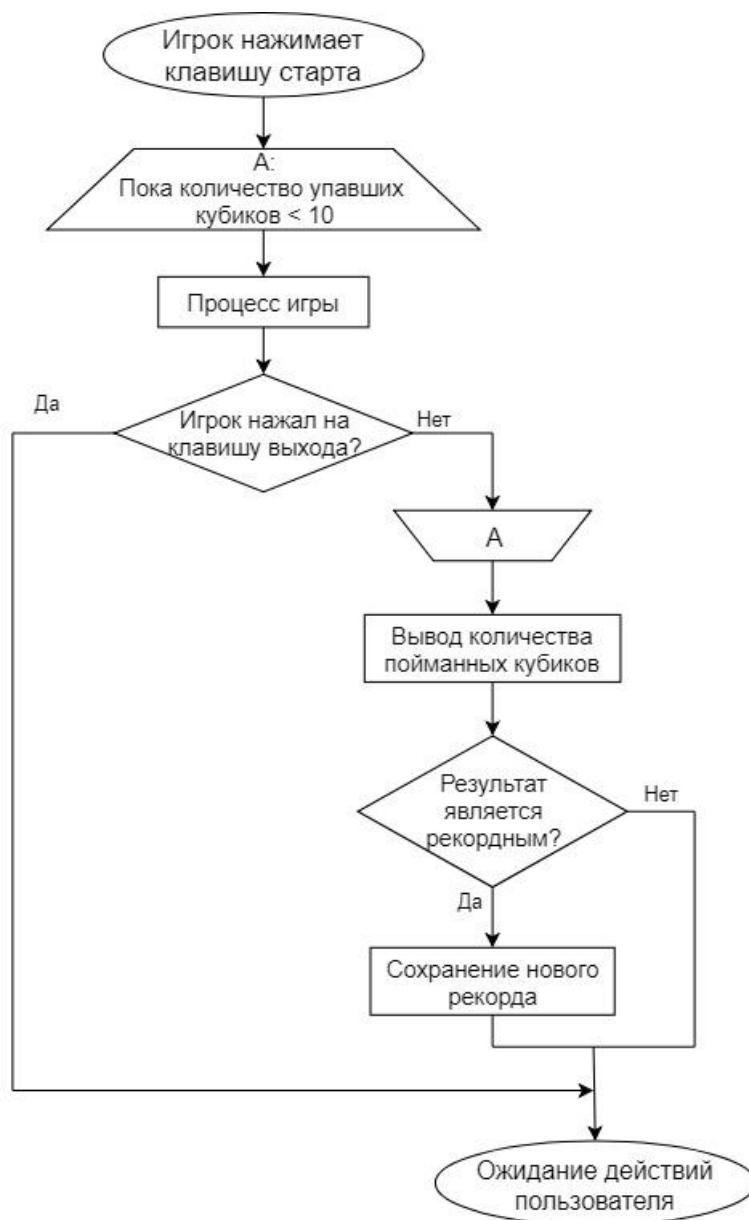 Игрок нажимает
клавишу старта
А:
Пока количество упавших
кубиков < 10
Процесс игры
Да
Игрок нажал на
клавишу выхода?
Нет
А
Вывод количества
пойманных кубиков
Результат
является
рекордным?
Нет
Да
Сохранение нового
рекорда
Ожидание действий
пользователя